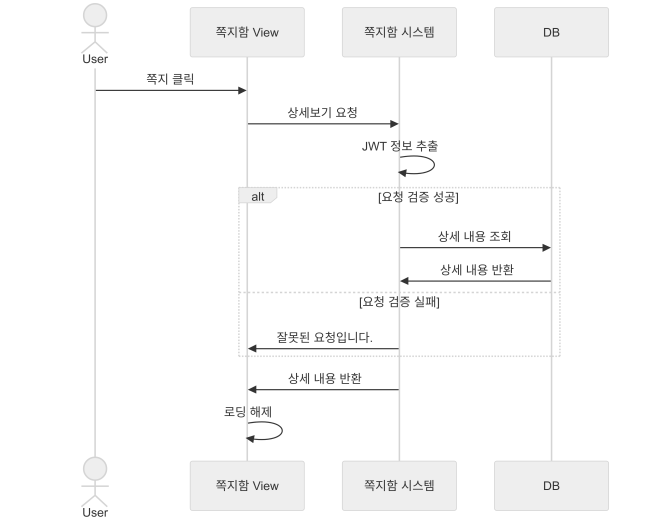 User
쪽지함 View
쪽지함 시스템
DB
쪽지 클릭
상세보기 요청
JWT 정보 추출
alt
[요청 검증 성공]
상세 내용 조회
상세 내용 반환
[요청 검증 실패]
잘못된 요청입니다.
상세 내용 반환
로딩 해제
User
쪽지함 View
쪽지함 시스템
DB